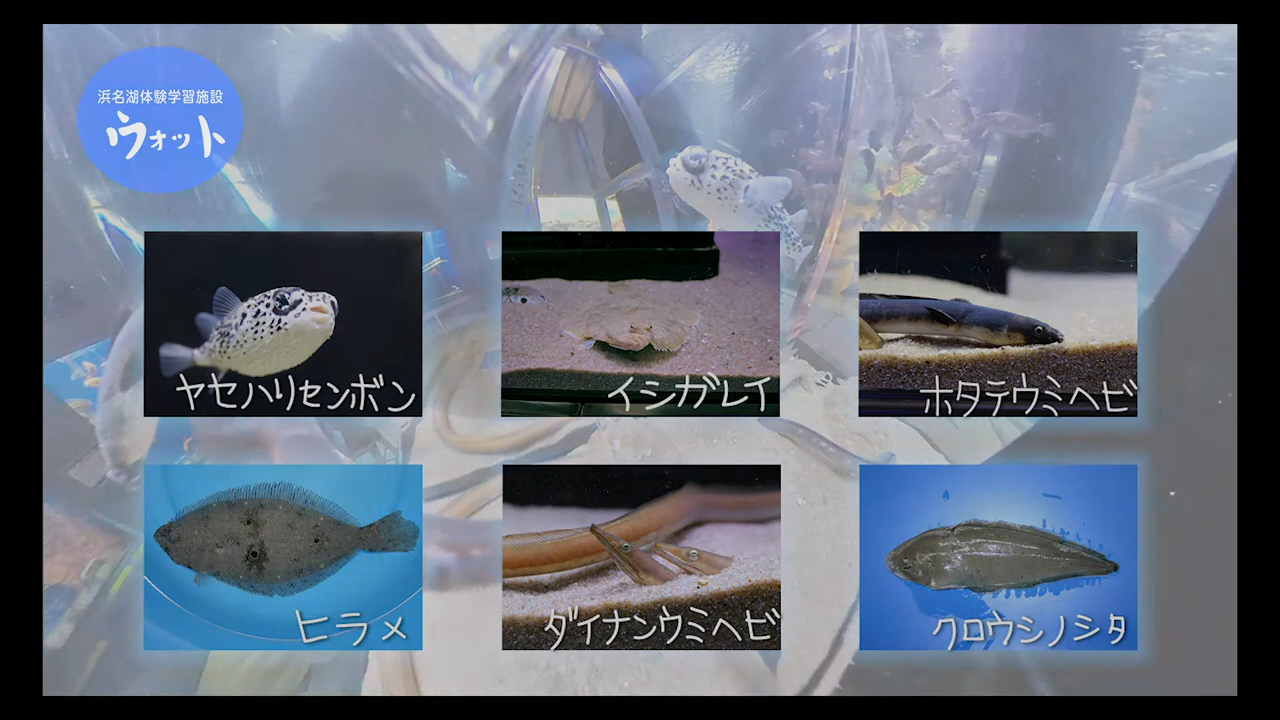 浜名湖体験学習施設
ウォット
ヤセハリセンボン
イシガレイ
ホタテウミヘビ
ヒラメ
ダイナンウミヘビ
クロウシノシタ